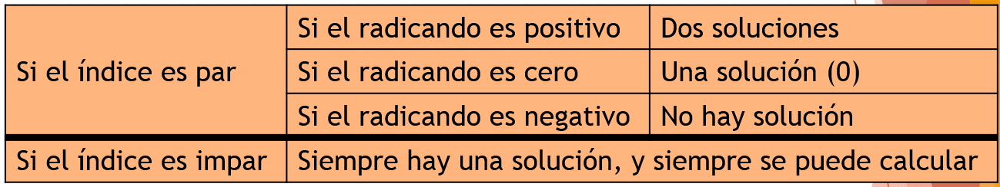 Si el radicando es positivo Dos soluciones
Si el índice es par Si el radicando es cero Una solución (0)
Si el radicando es negativo No hay solución
Si el índice es impar Siempre hay una solución, y siempre se puede calcular